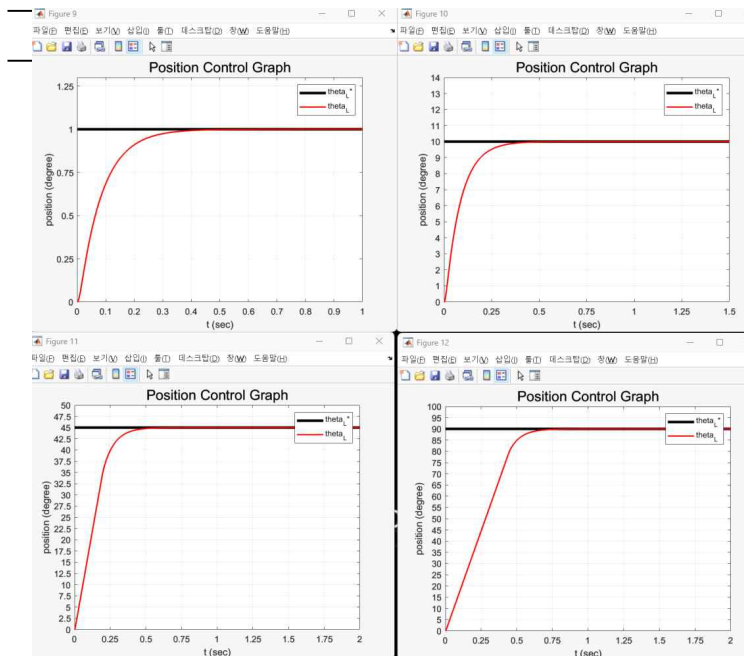 Figure 9
파일(F) 편집(E) 보기(V) 삽입(I) 툴(T) 데스크탑(D) 창(W) 도움말(H)
Position Control Graph
theta_L*
theta_L
position (degree)
1.25
1
0.75
0.5
0.25
0
0 0.1 0.2 0.3 0.4 0.5 0.6 0.7 0.8 0.9 1
t (sec)
Figure 10
파일(F) 편집(E) 보기(V) 삽입(I) 툴(T) 데스크탑(D) 창(W) 도움말(H)
Position Control Graph
theta_L*
theta_L
position (degree)
14
13
12
11
10
9
8
7
6
5
4
3
2
1
0
0 0.25 0.5 0.75 1 1.25 1.5
t (sec)
Figure 11
파일(F) 편집(E) 보기(V) 삽입(I) 툴(T) 데스크탑(D) 창(W) 도움말(H)
Position Control Graph
theta_L*
theta_L
position (degree)
50
47.5
45
42.5
40
37.5
35
32.5
30
27.5
25
22.5
20
17.5
15
12.5
10
7.5
5
2.5
0
0 0.25 0.5 0.75 1 1.25 1.5 1.75 2
t (sec)
Figure 12
파일(F) 편집(E) 보기(V) 삽입(I) 툴(T) 데스크탑(D) 창(W) 도움말(H)
Position Control Graph
theta_L*
theta_L
position (degree)
100
95
90
85
80
75
70
65
60
55
50
45
40
35
30
25
20
15
10
5
0
0 0.25 0.5 0.75 1 1.25 1.5 1.75 2
t (sec)